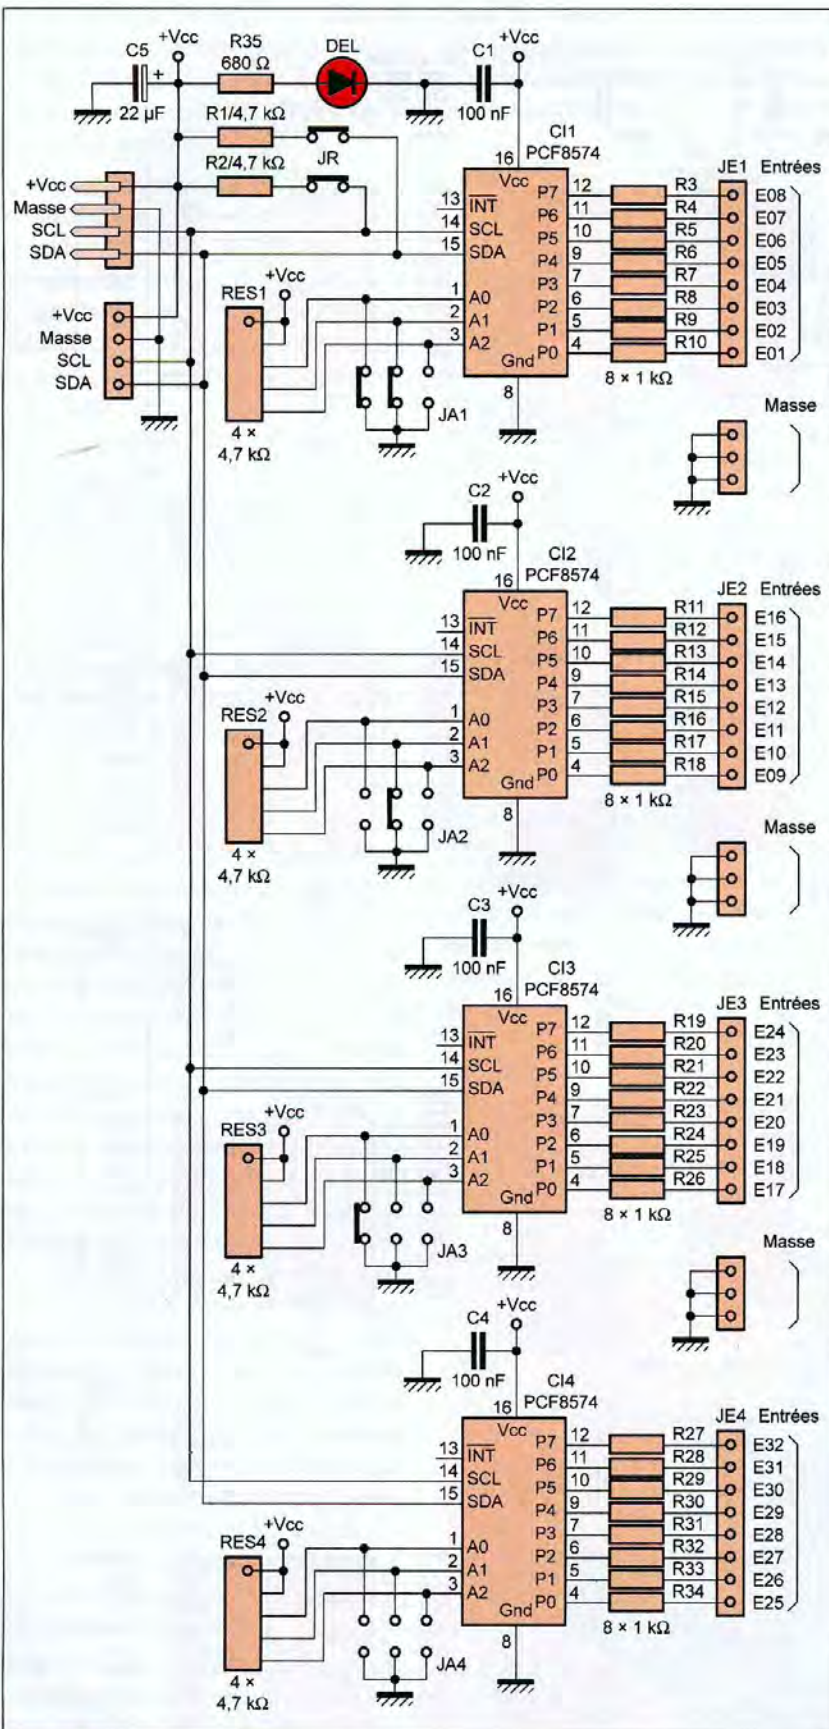 +Vcc
C5
+
22 µF
R35
680 Ω
DEL
C1
100 nF
+Vcc
R1/4,7 kΩ
R2/4,7 kΩ
JR
+Vcc
Masse
SCL
SDA
+Vcc
Masse
SCL
SDA
CI1
PCF8574
16
Vcc
13 INT
14 SCL
15 SDA
1 A0
2 A1
3 A2
Gnd
8
RES1
+Vcc
4 ×
4,7 kΩ
JA1
JE1 Entrées
P7 12 R3 E08
P6 11 R4 E07
P5 10 R5 E06
P4 9 R6 E05
P3 7 R7 E04
P2 6 R8 E03
P1 5 R9 E02
P0 4 R10 E01
8 × 1 kΩ
Masse
C2
100 nF
+Vcc
CI2
PCF8574
16
Vcc
13 INT
14 SCL
15 SDA
1 A0
2 A1
3 A2
Gnd
8
RES2
+Vcc
4 ×
4,7 kΩ
JA2
JE2 Entrées
P7 12 R11 E16
P6 11 R12 E15
P5 10 R13 E14
P4 9 R14 E13
P3 7 R15 E12
P2 6 R16 E11
P1 5 R17 E10
P0 4 R18 E09
8 × 1 kΩ
Masse
C3
100 nF
+Vcc
CI3
PCF8574
16
Vcc
13 INT
14 SCL
15 SDA
1 A0
2 A1
3 A2
Gnd
8
RES3
+Vcc
4 ×
4,7 kΩ
JA3
JE3 Entrées
P7 12 R19 E24
P6 11 R20 E23
P5 10 R21 E22
P4 9 R22 E21
P3 7 R23 E20
P2 6 R24 E19
P1 5 R25 E18
P0 4 R26 E17
8 × 1 kΩ
Masse
C4
100 nF
+Vcc
CI4
PCF8574
16
Vcc
13 INT
14 SCL
15 SDA
1 A0
2 A1
3 A2
Gnd
8
RES4
+Vcc
4 ×
4,7 kΩ
JA4
JE4 Entrées
P7 12 R27 E32
P6 11 R28 E31
P5 10 R29 E30
P4 9 R30 E29
P3 7 R31 E28
P2 6 R32 E27
P1 5 R33 E26
P0 4 R34 E25
8 × 1 kΩ